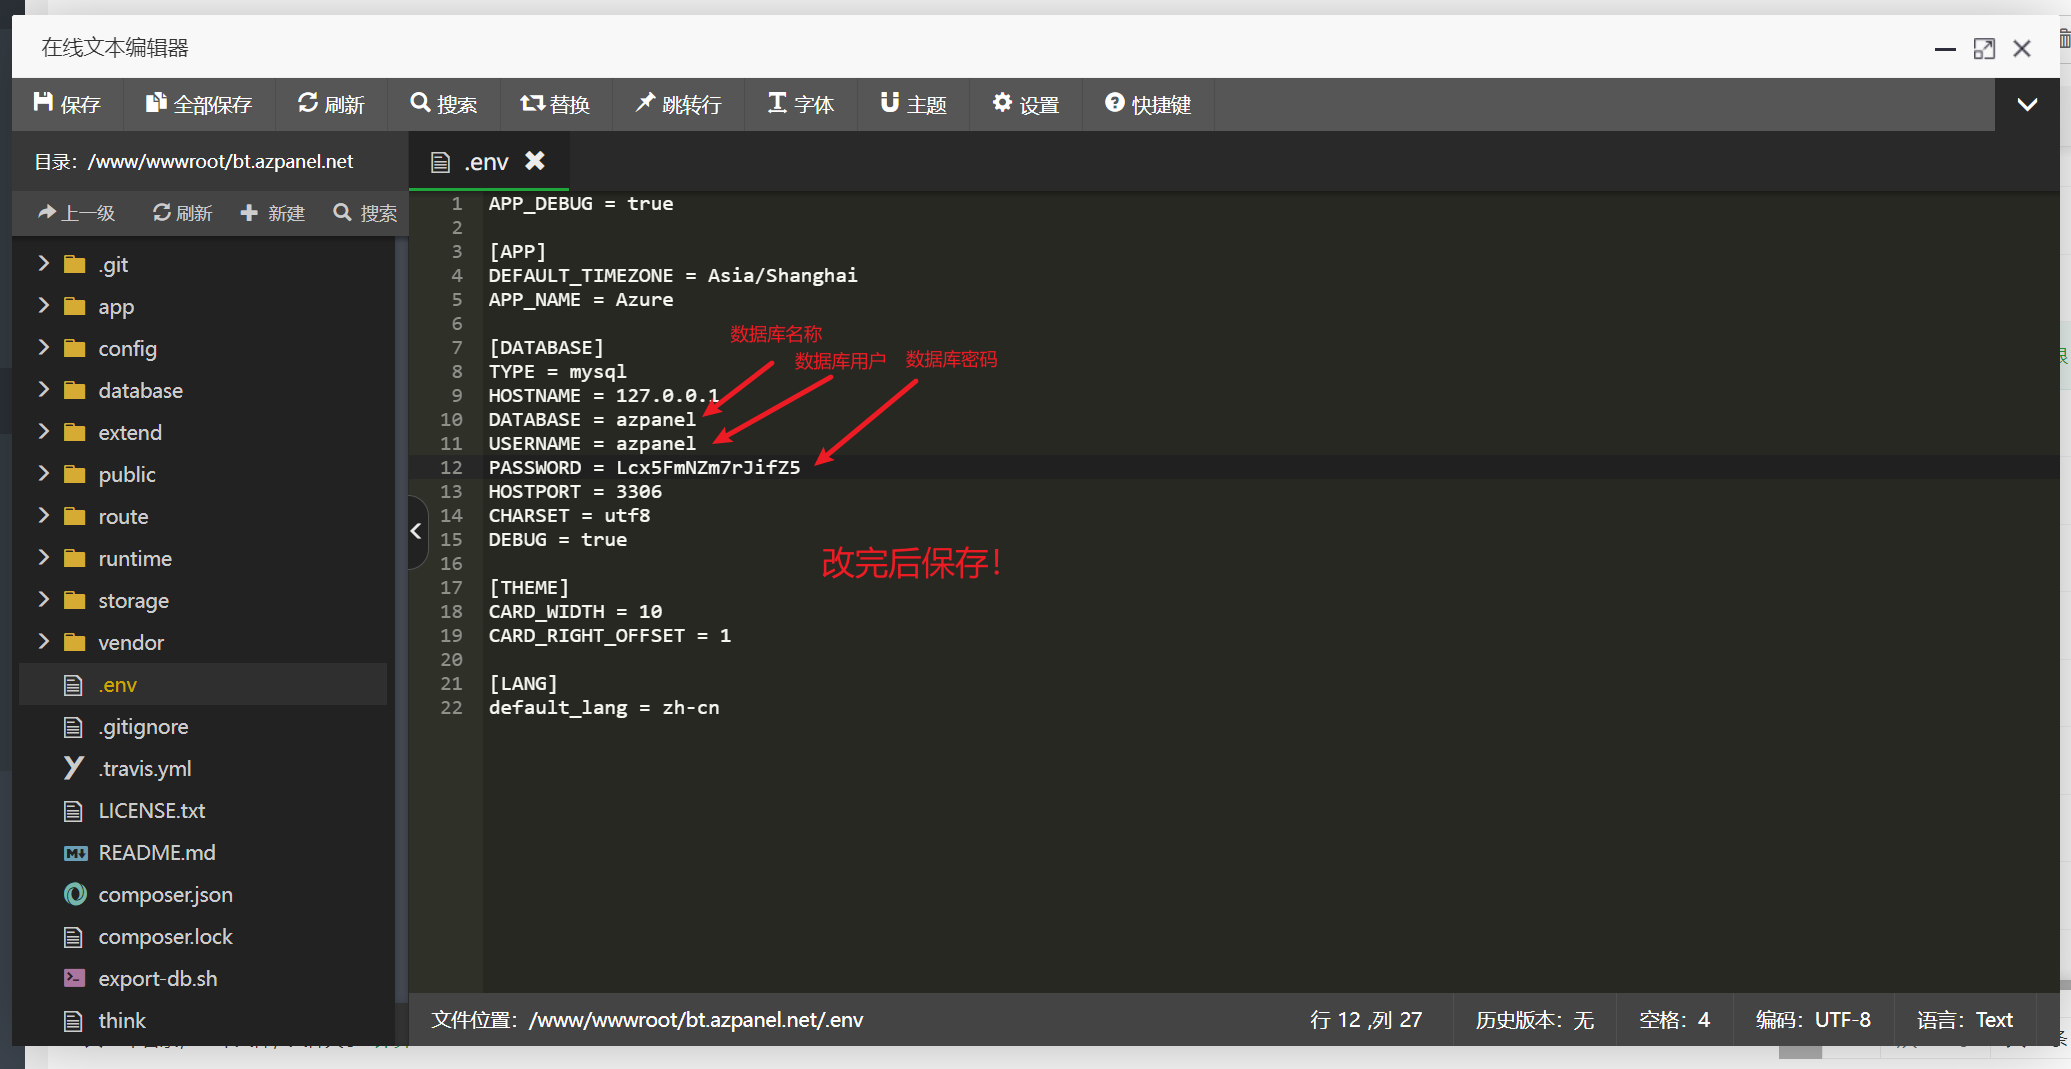 在线文本编辑器
保存 全部保存 刷新 搜索 替换 跳转行 字体 主题 设置 快捷键
目录：/www/wwwroot/bt.azpanel.net
.env
上一级 刷新 新建 搜索
.git
app
config
database
extend
public
route
runtime
storage
vendor
.env
.gitignore
.travis.yml
LICENSE.txt
README.md
composer.json
composer.lock
export-db.sh
think
1 APP_DEBUG = true
2
3 [APP]
4 DEFAULT_TIMEZONE = Asia/Shanghai
5 APP_NAME = Azure
6
数据库名称
7 [DATABASE]
数据库用户 数据库密码
8 TYPE = mysql
9 HOSTNAME = 127.0.0.1
10 DATABASE = azpanel
11 USERNAME = azpanel
12 PASSWORD = Lcx5FmNZm7rJifZ5
13 HOSTPORT = 3306
14 CHARSET = utf8
15 DEBUG = true
16
改完后保存！
17 [THEME]
18 CARD_WIDTH = 10
19 CARD_RIGHT_OFFSET = 1
20
21 [LANG]
22 default_lang = zh-cn
文件位置：/www/wwwroot/bt.azpanel.net/.env
行 12 ,列 27 历史版本：无 空格：4 编码：UTF-8 语言：Text